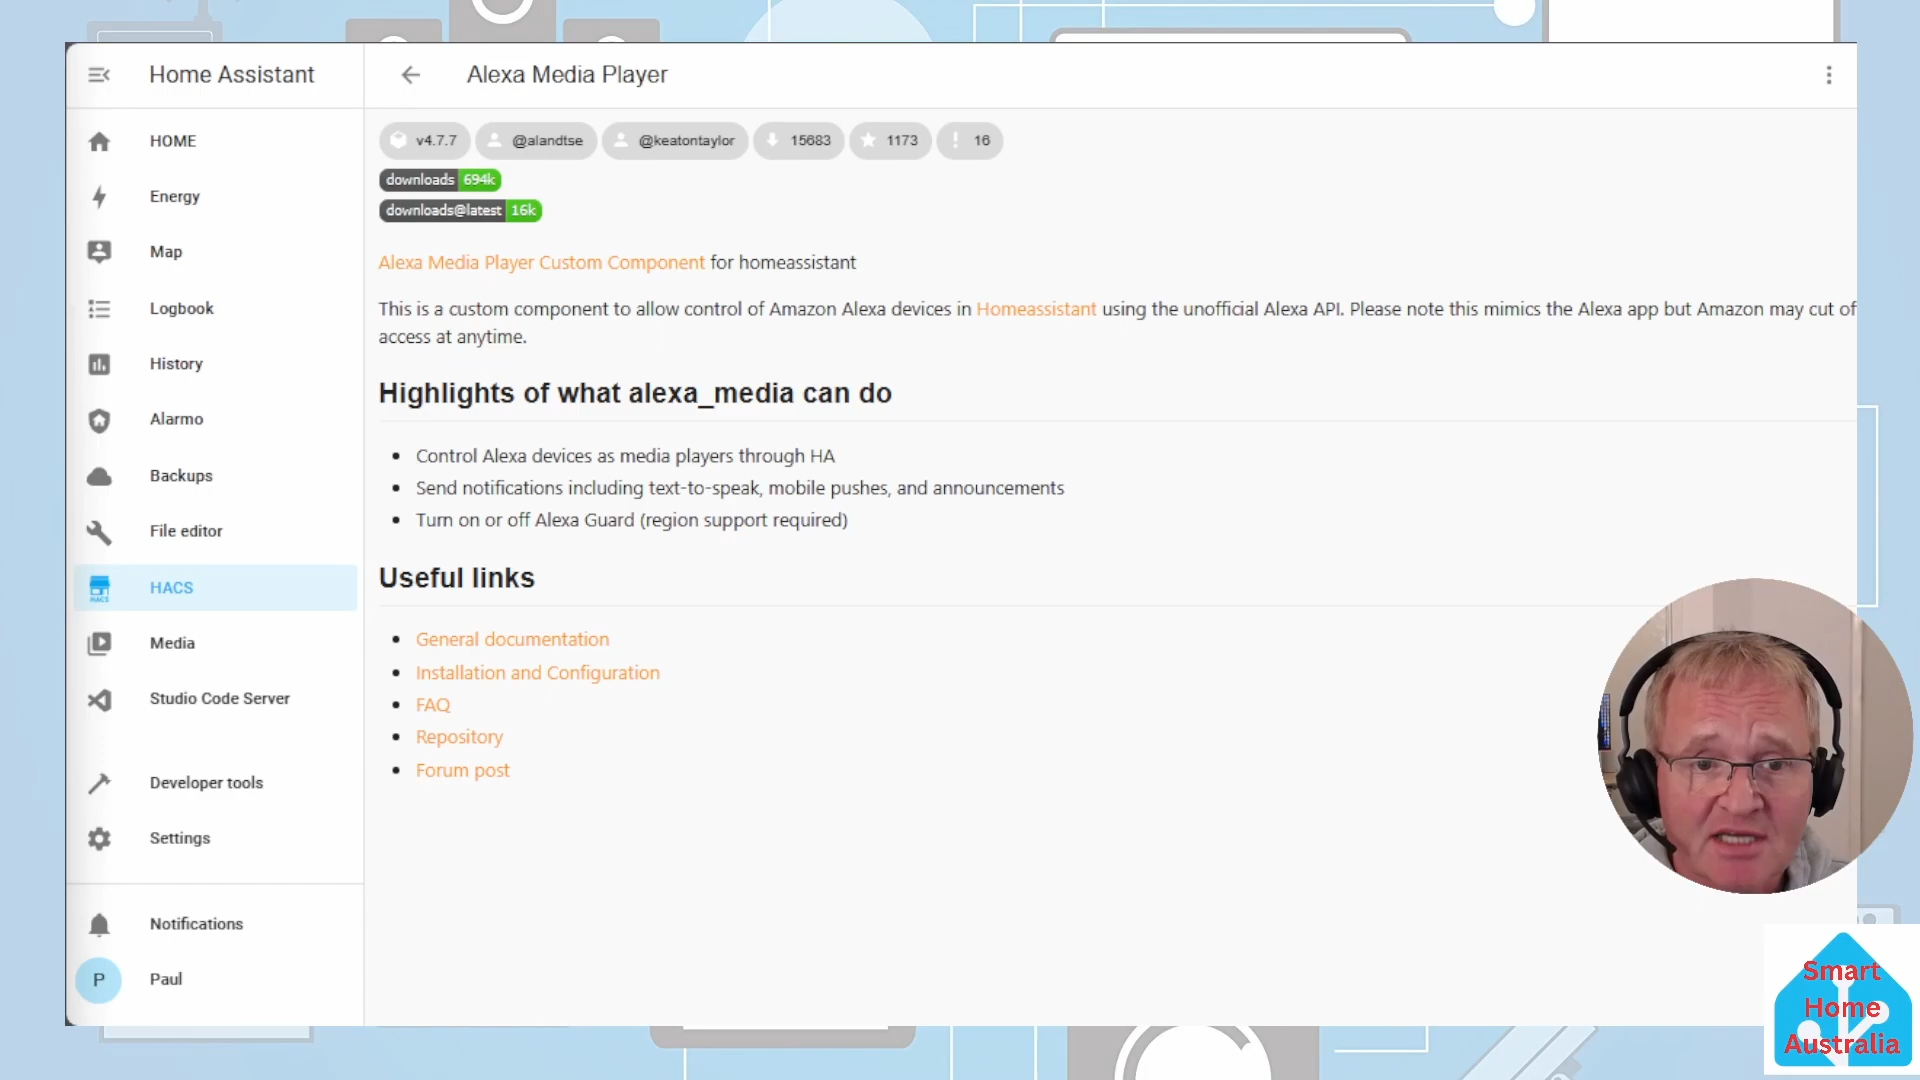 Home Assistant
Alexa Media Player
HOME
Energy
Map
Logbook
History
Alarmo
Backups
File editor
HACS
HACS
Media
Studio Code Server
Developer tools
Settings
Notifications
P
Paul
v4.7.7
@alandtse
@keatontaylor
15683
1173
16
downloads 694k
downloads@latest 16k
Alexa Media Player Custom Component for homeassistant
This is a custom component to allow control of Amazon Alexa devices in Homeassistant using the unofficial Alexa API. Please note this mimics the Alexa app but Amazon may cut of
access at anytime.
Highlights of what alexa_media can do
Control Alexa devices as media players through HA
Send notifications including text-to-speak, mobile pushes, and announcements
Turn on or off Alexa Guard (region support required)
Useful links
General documentation
Installation and Configuration
FAQ
Repository
Forum post
Smart
Home
Australia